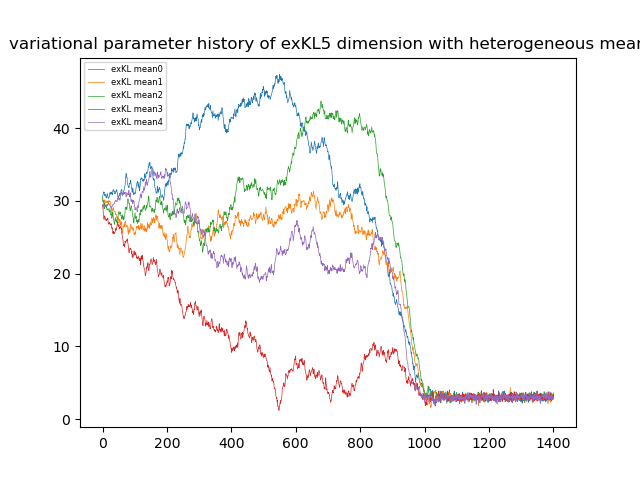 variational parameter history of exKL5 dimension with heterogeneous mean
exKL mean0
exKL mean1
exKL mean2
exKL mean3
exKL mean4
40
30
20
10
0
0 200 400 600 800 1000 1200 1400